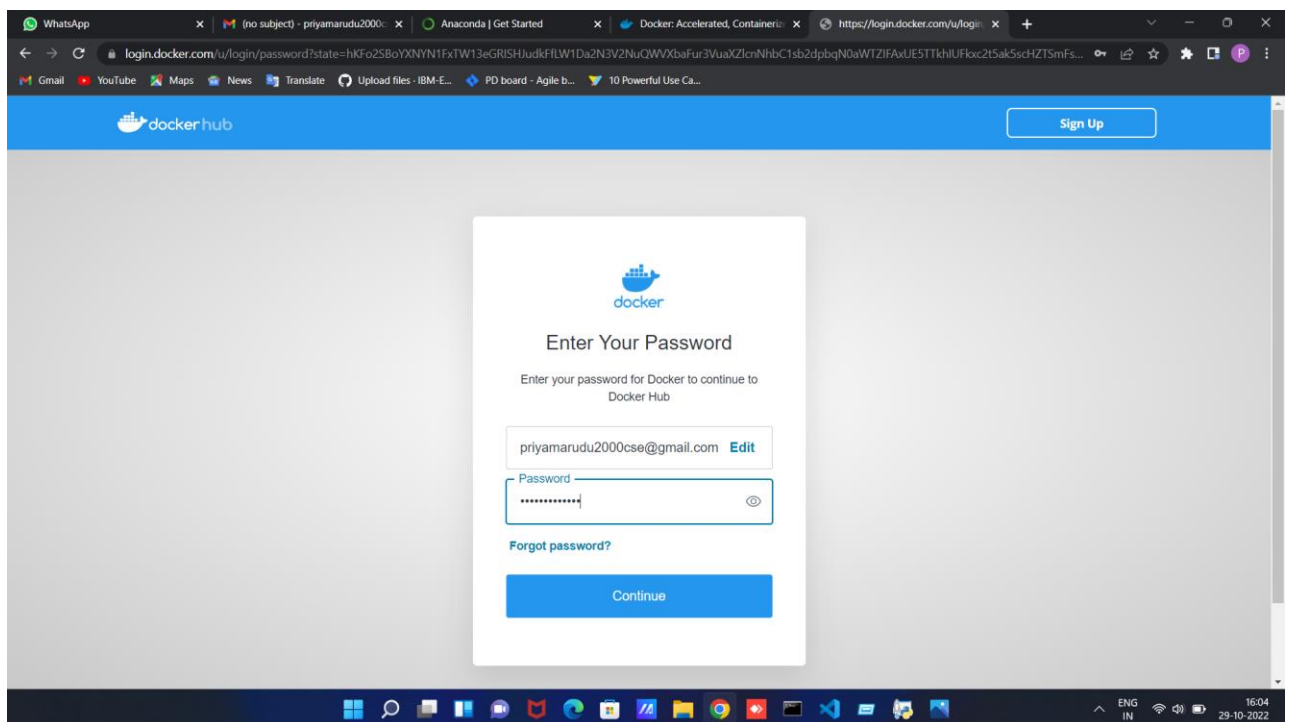 WhatsApp
(no subject) - priyamarudu2000c
Anaconda | Get Started
Docker: Accelerated, Containeriz
https://login.docker.com/u/login
login.docker.com/u/login/password?state=
Gmail
YouTube
Maps
News
Translate
Upload files · IBM-E...
PD board - Agile b...
10 Powerful Use Ca...
P
dockerhub
Sign Up
docker
Enter Your Password
Enter your password for Docker to continue to
Docker Hub
priyamarudu2000cse@gmail.com Edit
Password
•••••••••••••
Forgot password?
Continue
ENG
IN
16:04
29-10-2022